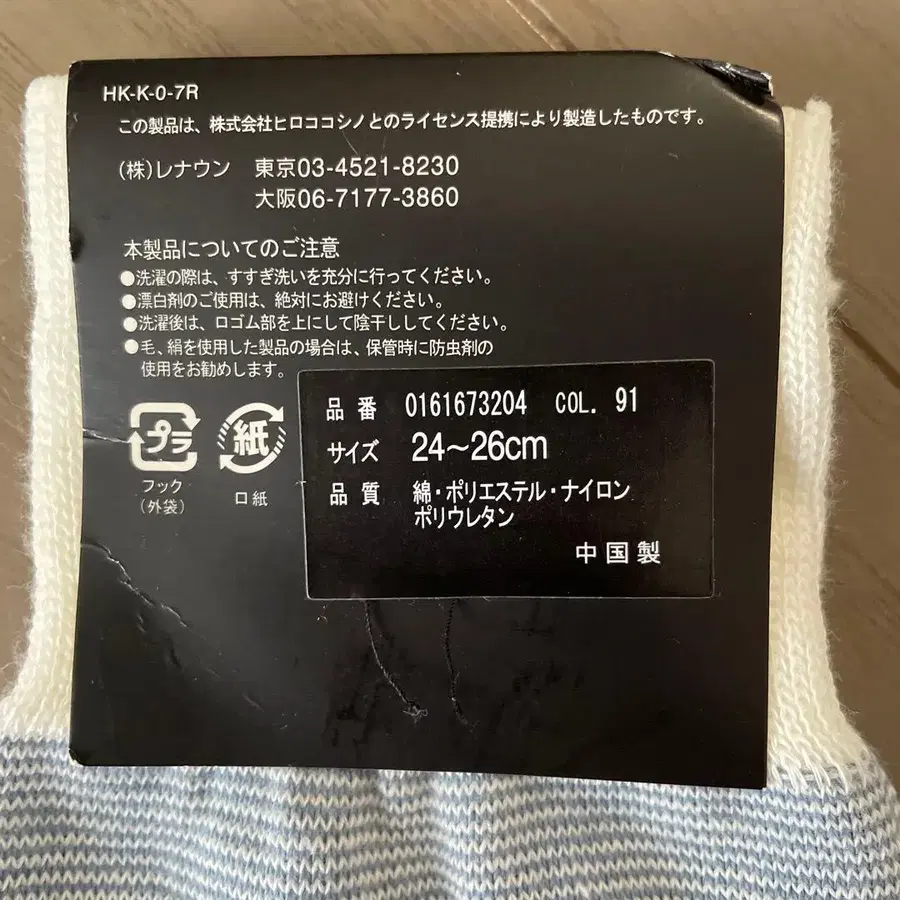 HK-K-0-7R
この製品は、株式会社ヒロココシノとのライセンス提携により製造したものです。
(株)レナウン 東京03-4521-8230
大阪06-7177-3860
本製品についてのご注意
●洗濯の際は、すすぎ洗いを充分に行ってください。
●漂白剤のご使用は、絶対にお避けください。
●洗濯後は、口ゴム部を上にして陰干ししてください。
●毛、絹を使用した製品の場合は、保管時に防虫剤の
使用をお勧めします。
プラ
紙
フック
(外袋)
口紙
品番 0161673204 COL. 91
サイズ 24~26cm
品質 綿・ポリエステル・ナイロン
ポリウレタン
中国製